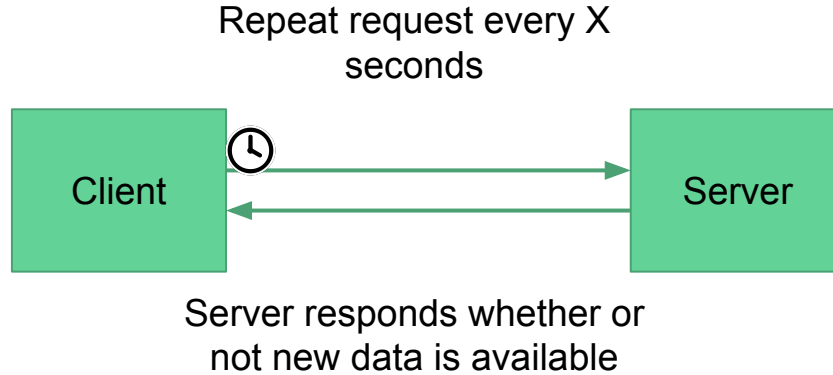 Repeat request every X
seconds
Client
Server
Server responds whether or
not new data is available